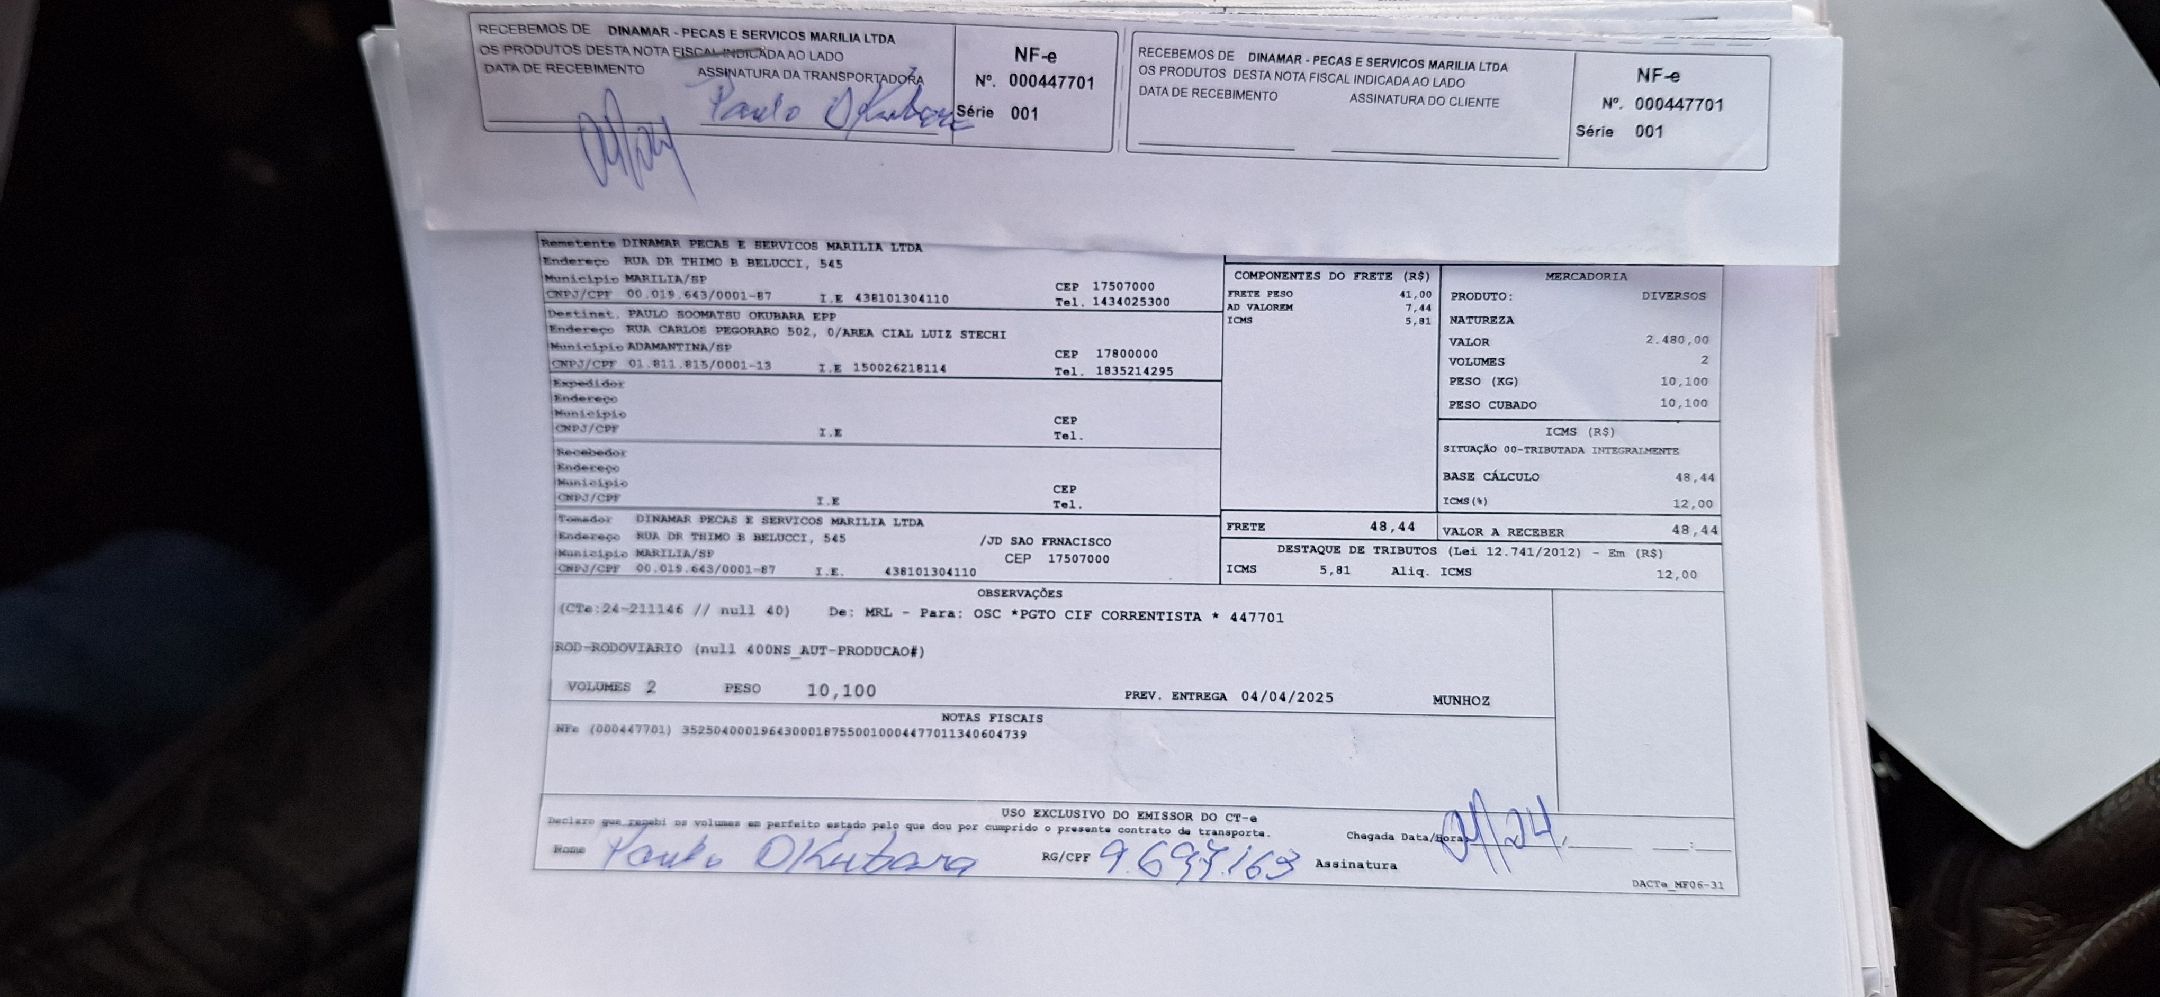 RECEBEMOS DE DINAMAR - PECAS E SERVICOS MARILIA LTDA
OS PRODUTOS DESTA NOTA FISCAL INDICADA AO LADO
DATA DE RECEBIMENTO ASSINATURA DA TRANSPORTADORA
Paulo Okubara
NF-e
Nº. 000447701
Série 001
RECEBEMOS DE DINAMAR - PECAS E SERVICOS MARILIA LTDA
OS PRODUTOS DESTA NOTA FISCAL INDICADA AO LADO
DATA DE RECEBIMENTO ASSINATURA DO CLIENTE
NF-e
Nº. 000447701
Série 001
Remetente DINAMAR PECAS E SERVICOS MARILIA LTDA
Endereço RUA DR THIMO B BELUCCI, 545
Município MARILIA/SP CEP 17507000
CNPJ/CPF 00.019.643/0001-87 I.E 438101304110 Tel. 1434025300
Destinat. PAULO SOOMATSU OKUBARA EPP
Endereço RUA CARLOS PEGORARO 502, 0/AREA CIAL LUIZ STECHI
Município ADAMANTINA/SP CEP 17800000
CNPJ/CPF 01.811.815/0001-13 I.E 150026218114 Tel. 1835214295
Expedidor
Endereço
Município CEP
CNPJ/CPF I.E Tel.
Recebedor
Endereço
Município CEP
CNPJ/CPF I.E Tel.
Tomador DINAMAR PECAS E SERVICOS MARILIA LTDA
Endereço RUA DR THIMO B BELUCCI, 545 /JD SAO FRNACISCO
Município MARILIA/SP CEP 17507000
CNPJ/CPF 00.019.643/0001-87 I.E. 438101304110
COMPONENTES DO FRETE (R$)
FRETE PESO 41,00
AD VALOREM 7,44
ICMS 5,81
MERCADORIA
PRODUTO: DIVERSOS
NATUREZA
VALOR 2.480,00
VOLUMES 2
PESO (KG) 10,100
PESO CUBADO 10,100
ICMS (R$)
SITUAÇÃO 00-TRIBUTADA INTEGRALMENTE
BASE CÁLCULO 48,44
ICMS(%) 12,00
FRETE 48,44 VALOR A RECEBER 48,44
DESTAQUE DE TRIBUTOS (Lei 12.741/2012) - Em (R$)
ICMS 5,81 Aliq. ICMS 12,00
OBSERVAÇÕES
(CTe:24-211146 // null 40) De: MRL - Para: OSC *PGTO CIF CORRENTISTA * 447701
ROD-RODOVIARIO (null 400NS_AUT-PRODUCAO#)
VOLUMES 2 PESO 10,100 PREV. ENTREGA 04/04/2025 MUNHOZ
NOTAS FISCAIS
NFe (000447701) 35250400019643000187550010004477011340604739
USO EXCLUSIVO DO EMISSOR DO CT-e
Declaro que recebi os volumes em perfeito estado pelo que dou por cumprido o presente contrato de transporte.
Chegada Data/Hora
Nome Paulo Okubara RG/CPF 9.697.163 Assinatura
DACTe_MF06-31